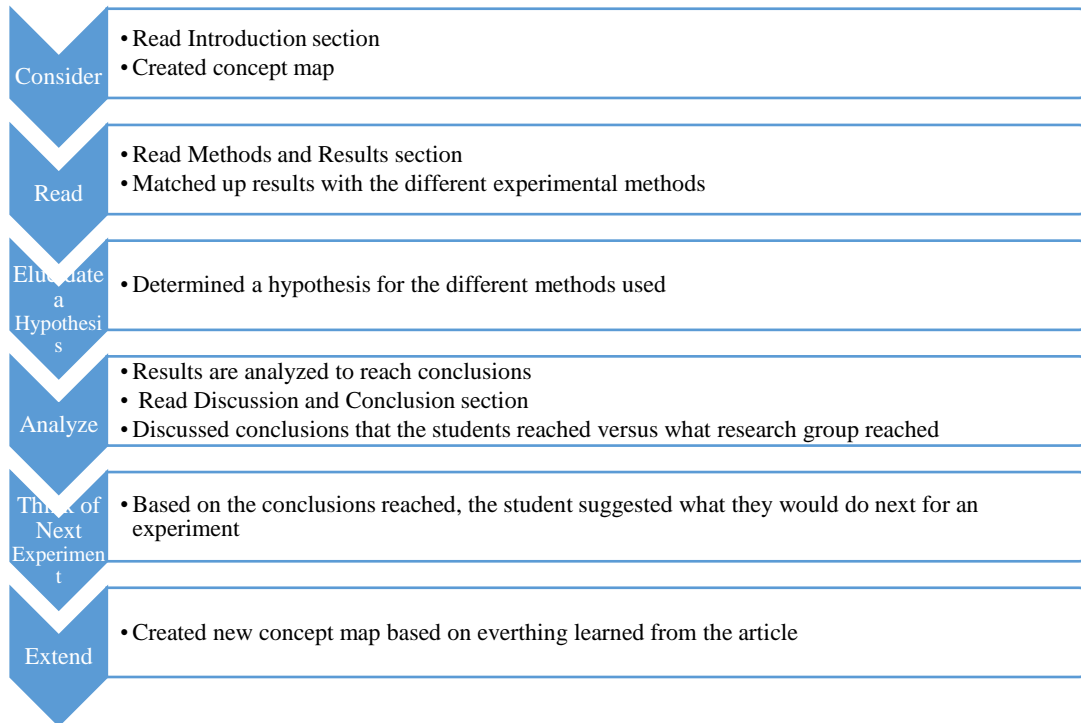 Consider
• Read Introduction section
• Created concept map
Read
• Read Methods and Results section
• Matched up results with the different experimental methods
Elucidate
a
Hypothesi
s
• Determined a hypothesis for the different methods used
Analyze
• Results are analyzed to reach conclusions
• Read Discussion and Conclusion section
• Discussed conclusions that the students reached versus what research group reached
Think of
Next
Experimen
t
• Based on the conclusions reached, the student suggested what they would do next for an
experiment
Extend
• Created new concept map based on everthing learned from the article